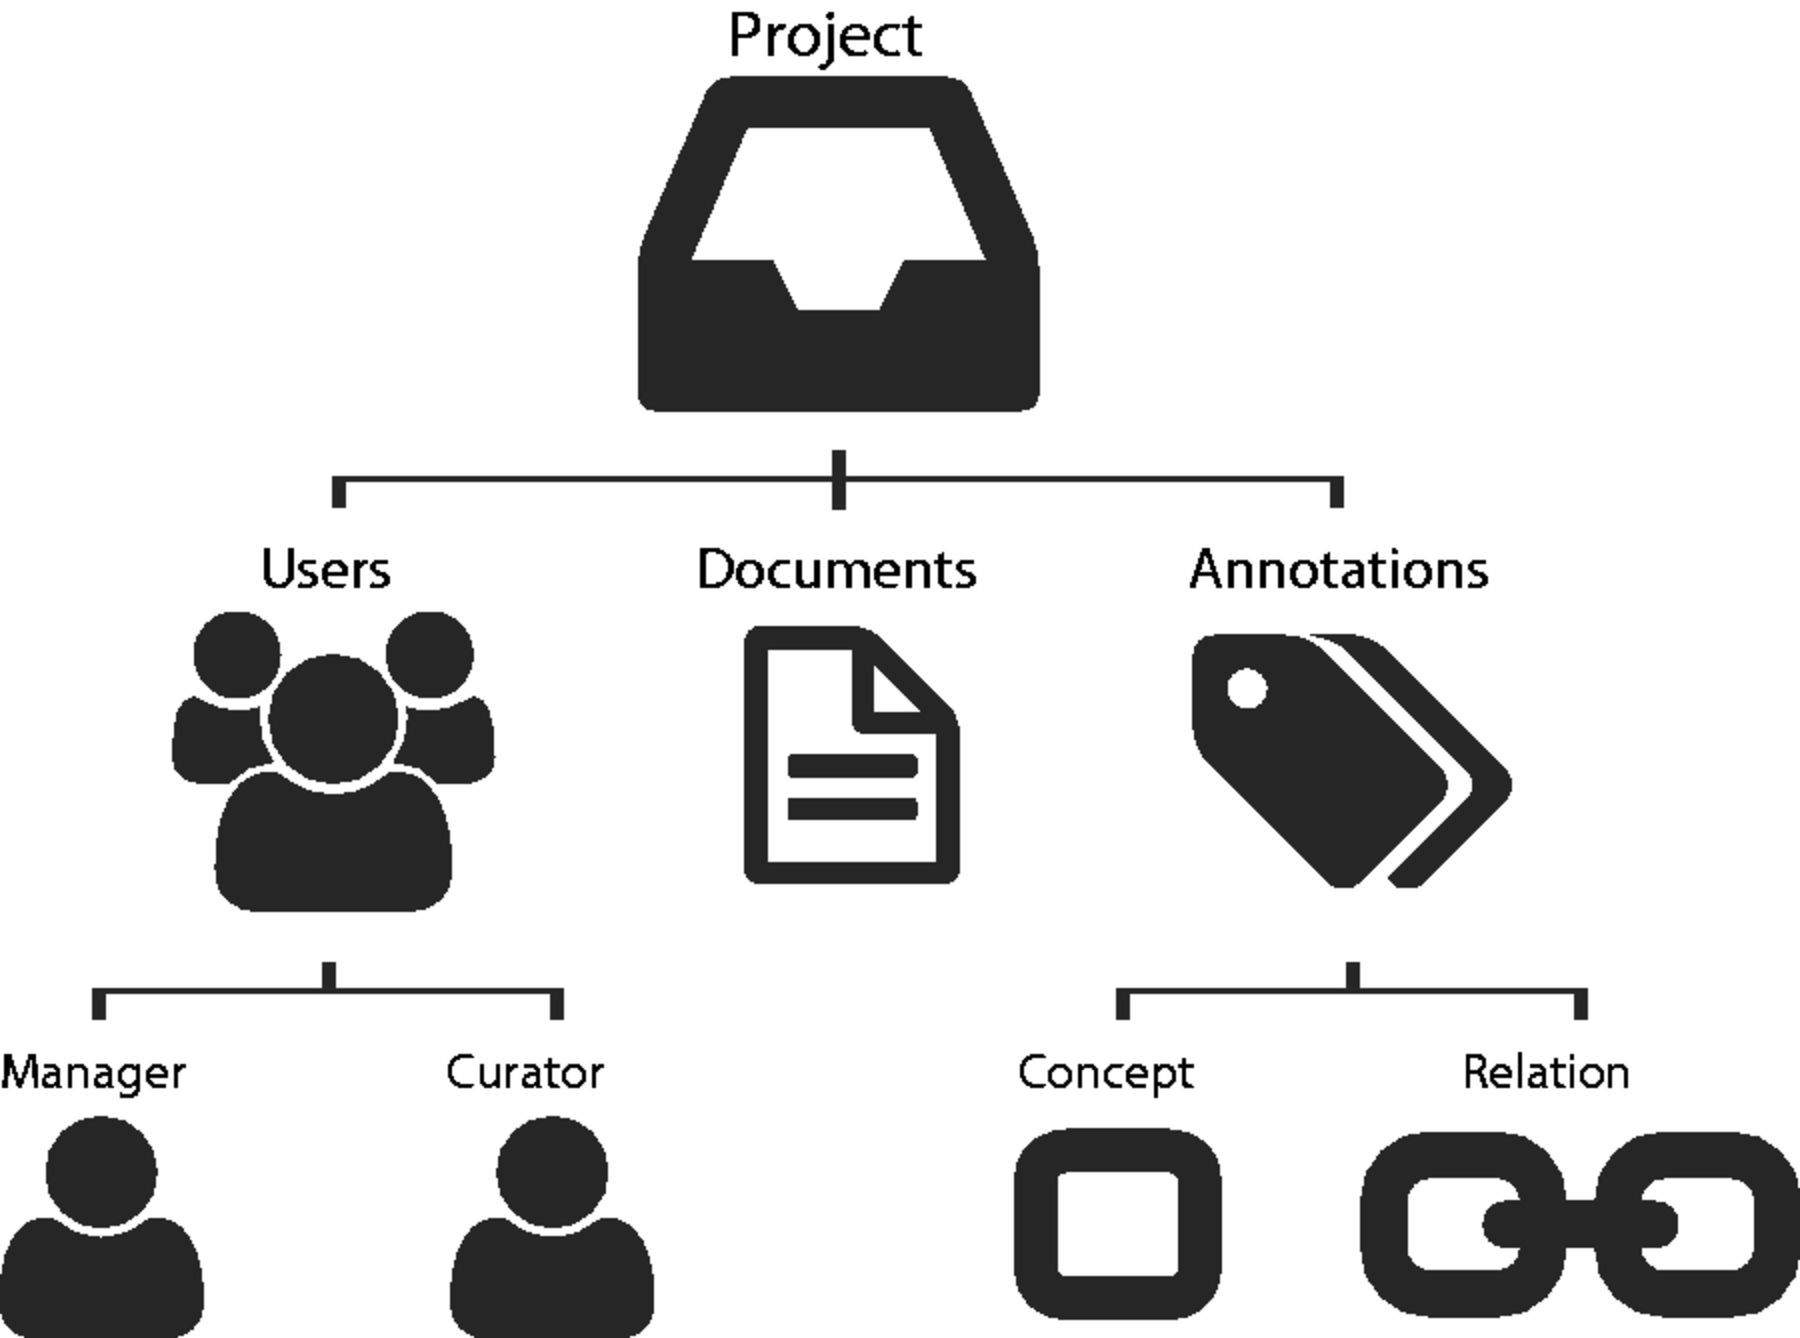 Project
Users
Documents
Annotations
Manager
Curator
Concept
Relation